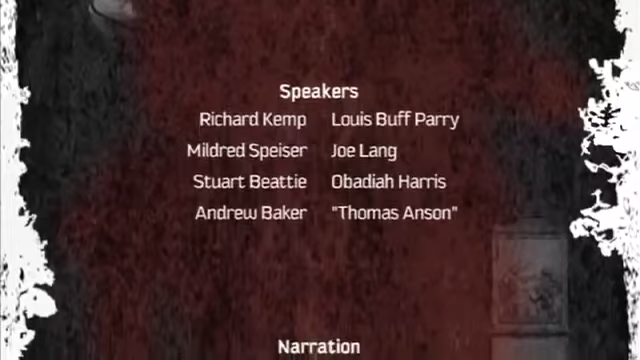 Speakers
Richard Kemp Louis Buff Parry
Mildred Speiser Joe Lang
Stuart Beattie Obadiah Harris
Andrew Baker "Thomas Anson"
Narration